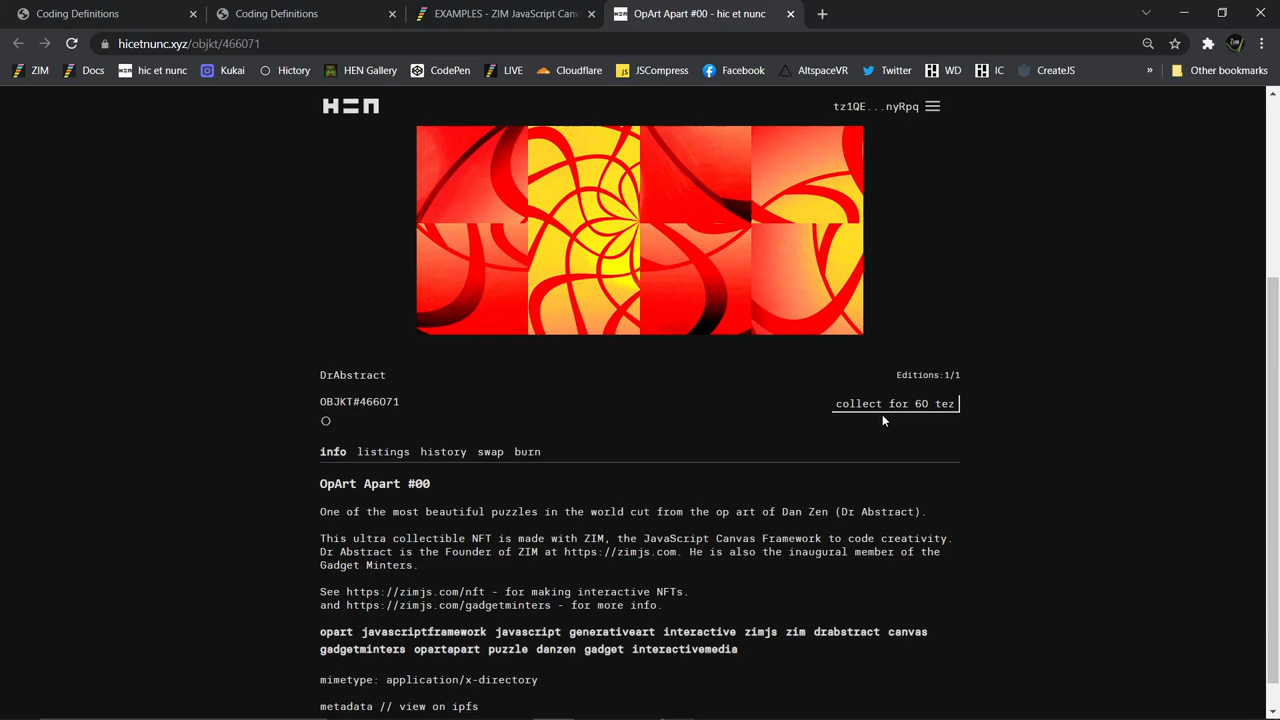 Coding Definitions
Coding Definitions
EXAMPLES - ZIM JavaScript Canv
OpArt Apart #00 - hic et nunc
hicetnunc.xyz/objkt/466071
ZIM Docs hic et nunc Kukai Hictory HEN Gallery CodePen LIVE Cloudflare JSCompress Facebook AltspaceVR Twitter WD IC CreateJS » Other bookmarks
HEN tz1QE...nyRpq
DrAbstract Editions:1/1
OBJKT#466071 collect for 60 tez
info listings history swap burn
OpArt Apart #00
One of the most beautiful puzzles in the world cut from the op art of Dan Zen (Dr Abstract).
This ultra collectible NFT is made with ZIM, the JavaScript Canvas Framework to code creativity.
Dr Abstract is the Founder of ZIM at https://zimjs.com. He is also the inaugural member of the
Gadget Minters.
See https://zimjs.com/nft - for making interactive NFTs.
and https://zimjs.com/gadgetminters - for more info.
opart javascriptframework javascript generativeart interactive zimjs zim drabstract canvas
gadgetminters opartapart puzzle danzen gadget interactivemedia
mimetype: application/x-directory
metadata // view on ipfs